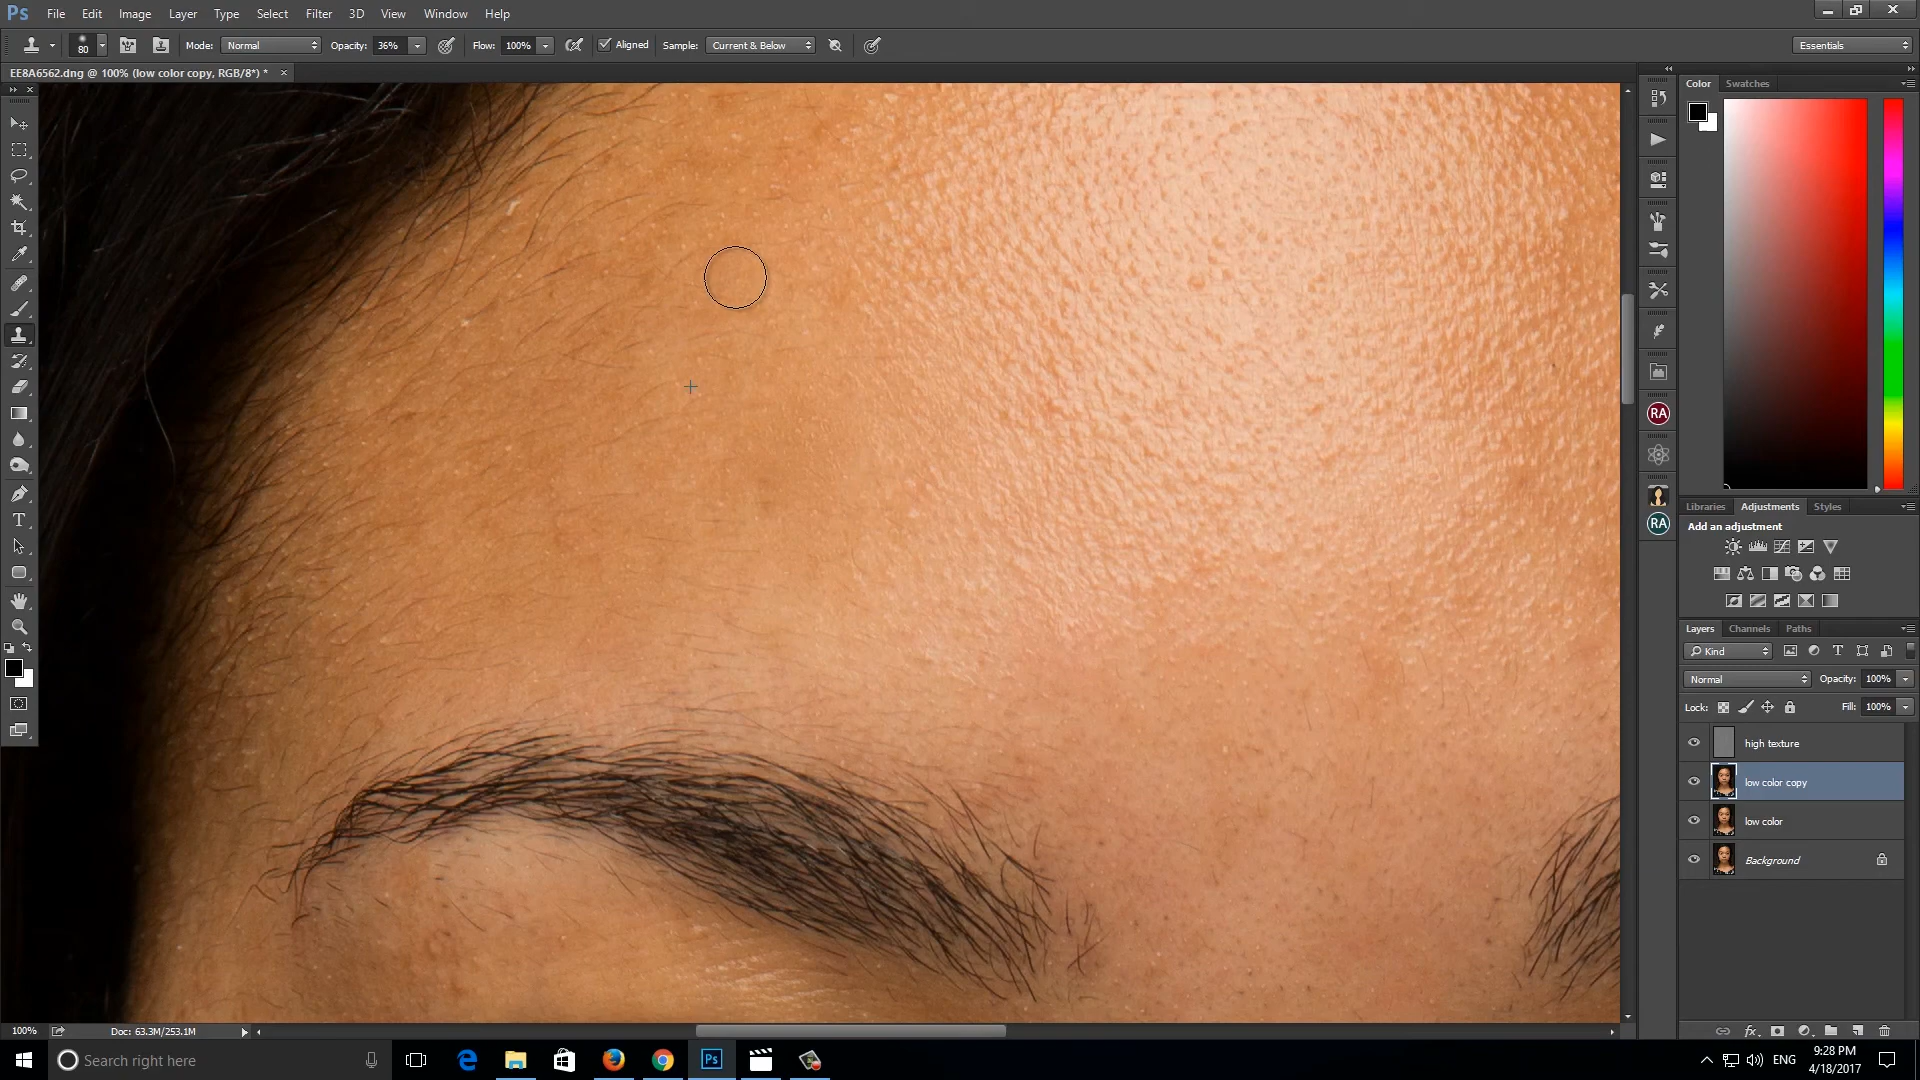 Ps File Edit Image Layer Type Select Filter 3D View Window Help
80 Mode: Normal Opacity: 36% Flow: 100% Aligned Sample: Current & Below Essentials
EE8A6562.dng @ 100% (low color copy, RGB/8*) *
Color Swatches
RA
RA
Libraries Adjustments Styles
Add an adjustment
Layers Channels Paths
Kind
Normal Opacity: 100%
Lock: Fill: 100%
high texture
low color copy
low color
Background
100% Doc: 63.3M/253.1M
Search right here
Ps
ENG
9:28 PM
4/18/2017